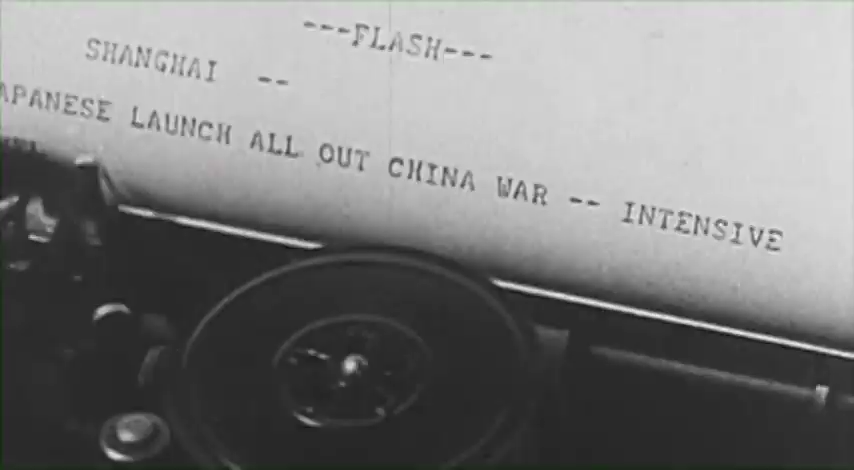 ---FLASH---
SHANGHAI --
APANESE LAUNCH ALL OUT CHINA WAR -- INTENSIVE